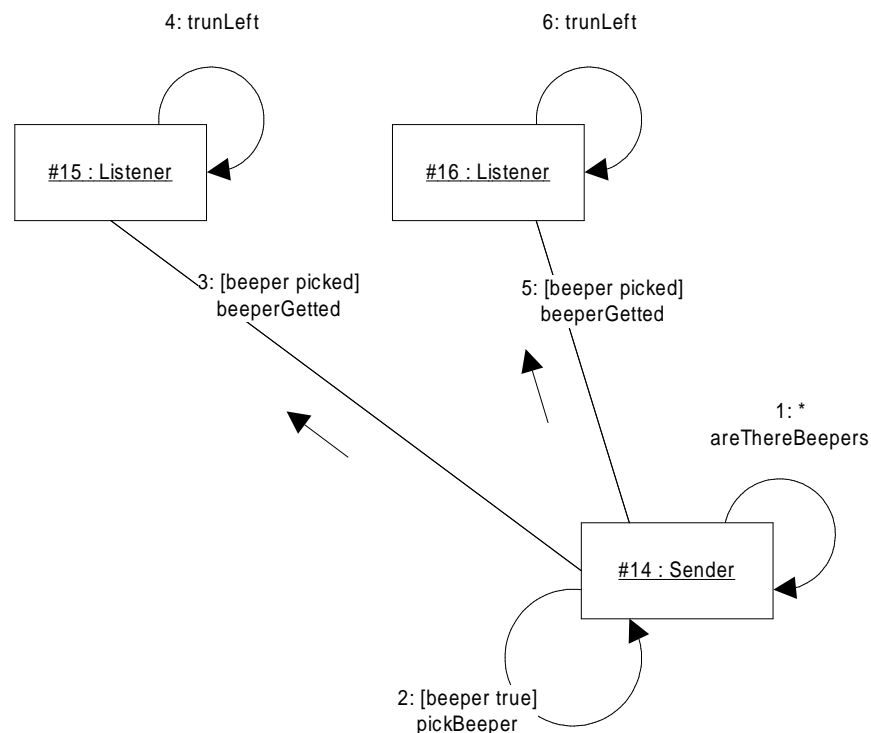 4: trunLeft
6: trunLeft
#15 : Listener
#16 : Listener
3: [beeper picked]
beeperGetted
5: [beeper picked]
beeperGetted
1: *
areThereBeepers
#14 : Sender
2: [beeper true]
pickBeeper